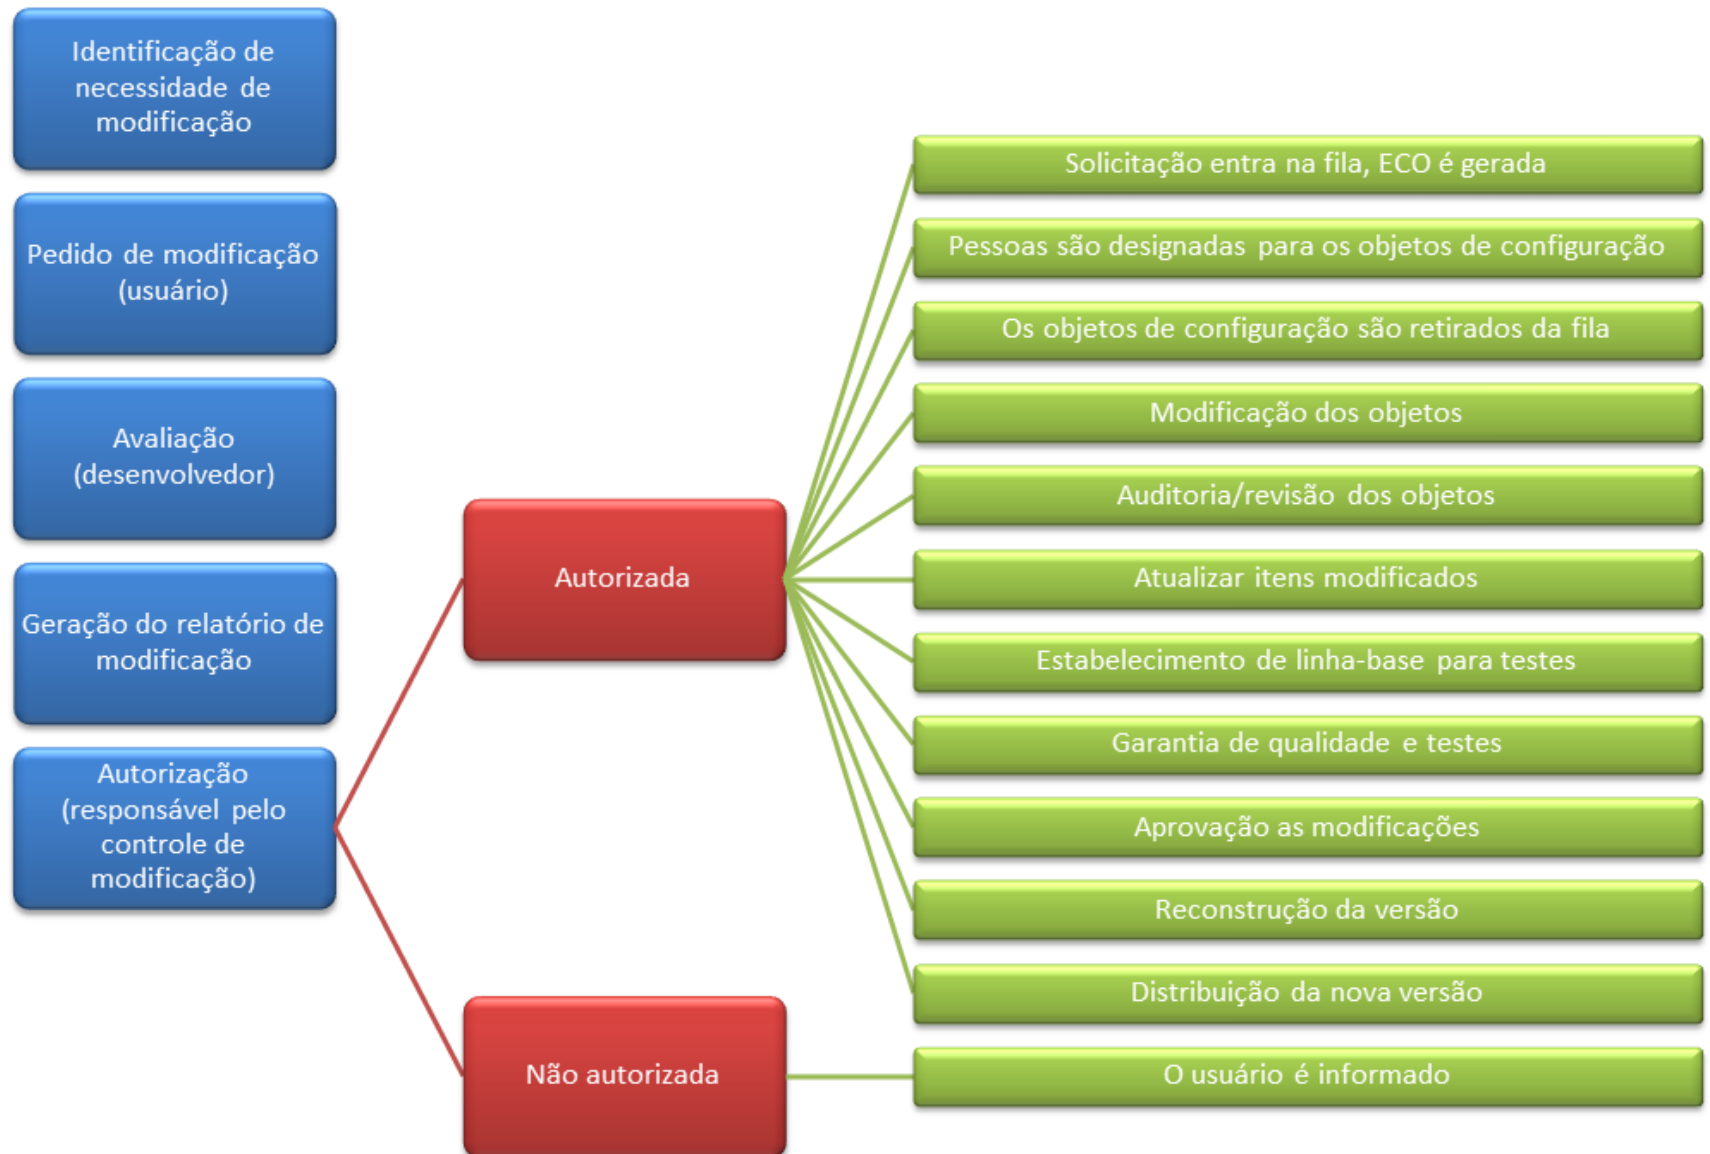 Identificação de
necessidade de
modificação
Pedido de modificação
(usuário)
Avaliação
(desenvolvedor)
Geração do relatório de
modificação
Autorização
(responsável pelo
controle de
modificação)
Autorizada
Não autorizada
Solicitação entra na fila, ECO é gerada
Pessoas são designadas para os objetos de configuração
Os objetos de configuração são retirados da fila
Modificação dos objetos
Auditoria/revisão dos objetos
Atualizar itens modificados
Estabelecimento de linha-base para testes
Garantia de qualidade e testes
Aprovação as modificações
Reconstrução da versão
Distribuição da nova versão
O usuário é informado